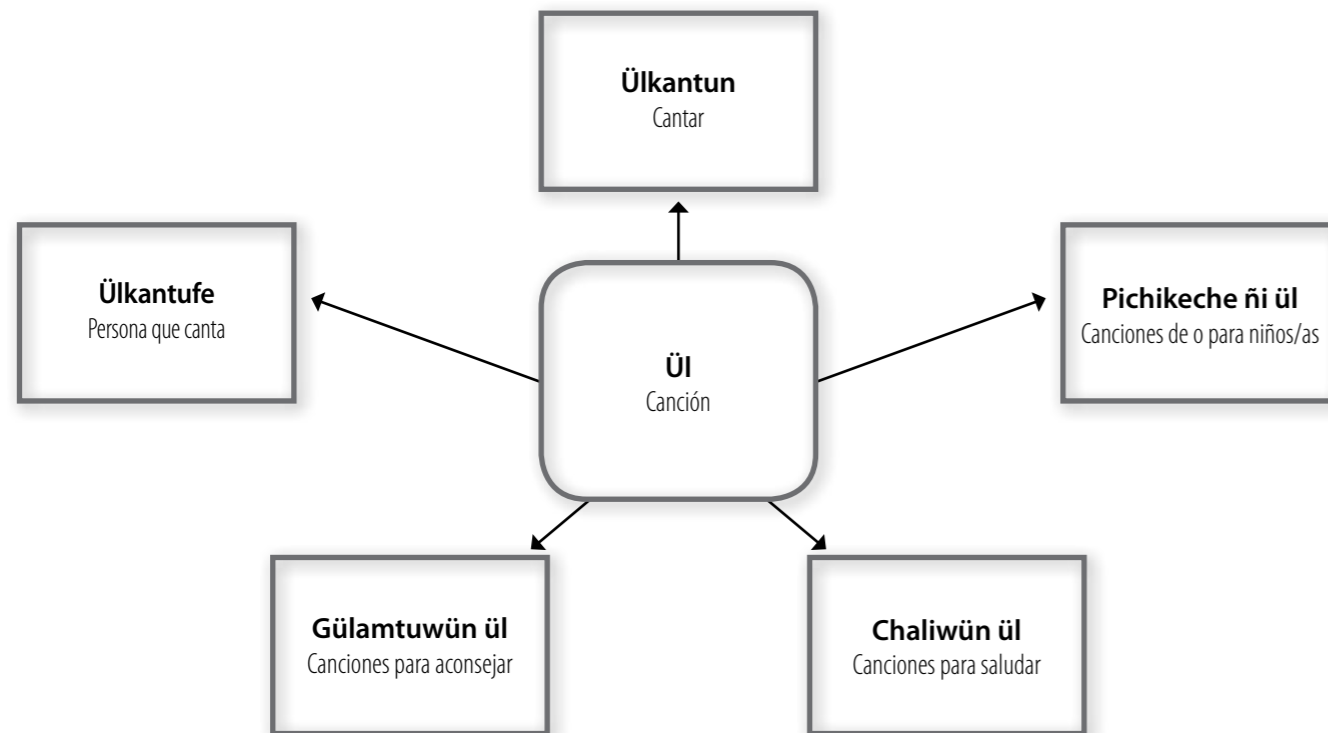 Ülkantun
Cantar
Ülkantufe
Persona que canta
Pichikeche ñi ül
Canciones de o para niños/as
Ül
Canción
Gülamtuwün ül
Canciones para aconsejar
Chaliwün ül
Canciones para saludar